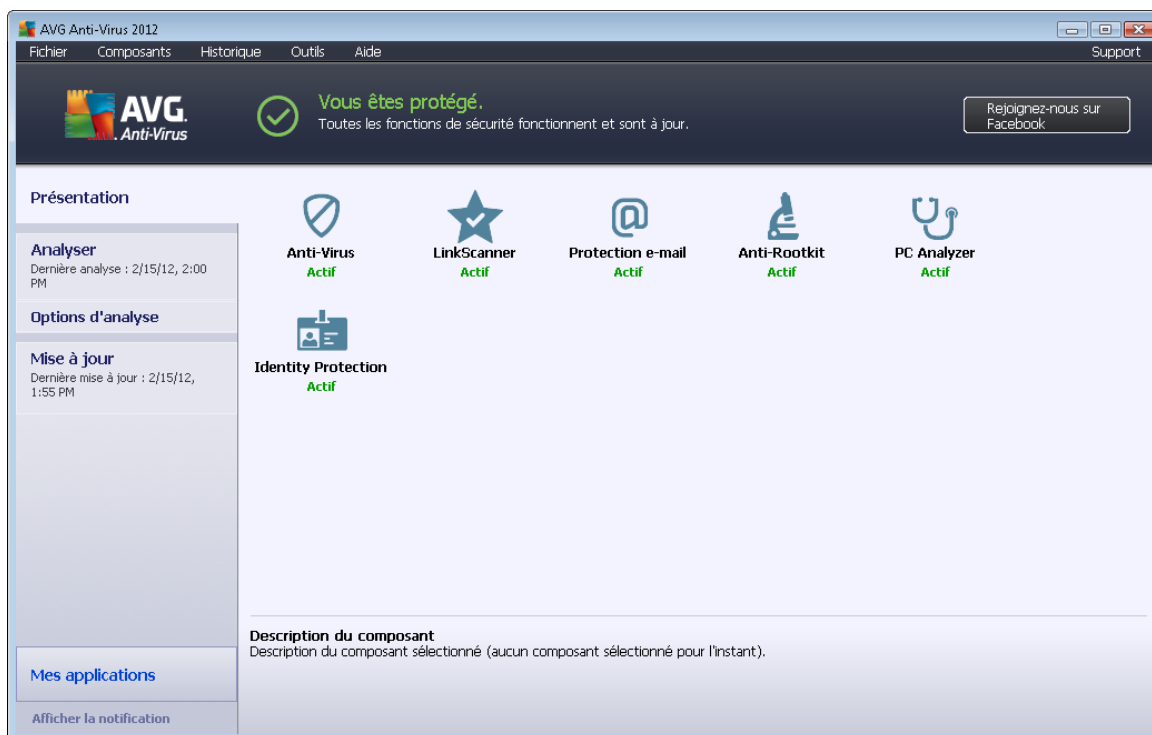 AVG Anti-Virus 2012
Fichier Composants Historique Outils Aide Support
AVG.
Anti-Virus
Vous êtes protégé.
Toutes les fonctions de sécurité fonctionnent et sont à jour.
Rejoignez-nous sur
Facebook
Présentation
Analyser
Dernière analyse : 2/15/12, 2:00
PM
Options d'analyse
Mise à jour
Dernière mise à jour : 2/15/12,
1:55 PM
Anti-Virus
Actif
LinkScanner
Actif
Protection e-mail
Actif
Anti-Rootkit
Actif
PC Analyzer
Actif
Identity Protection
Actif
Description du composant
Description du composant sélectionné (aucun composant sélectionné pour l'instant).
Mes applications
Afficher la notification